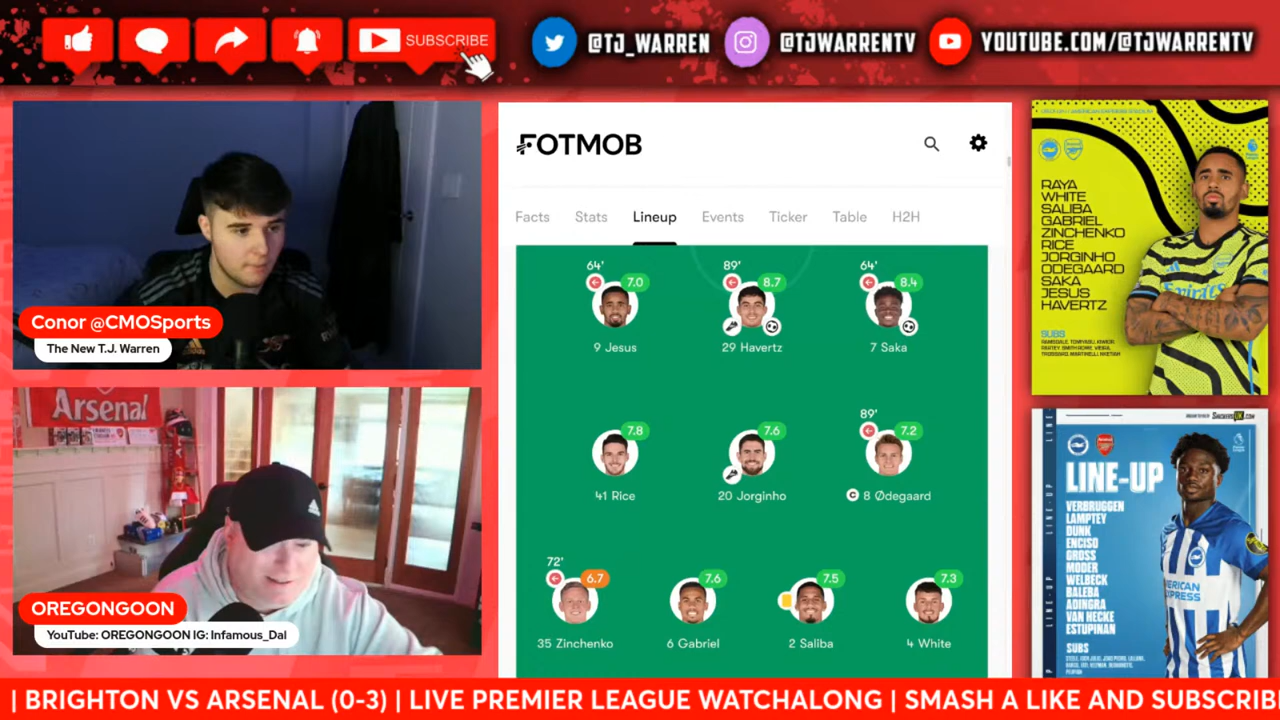 SUBSCRIBE
@TJ_WARREN
@TJWARRENTV
YOUTUBE.COM/@TJWARRENTV
Conor @CMOSports
The New T.J. Warren
Arsenal
OREGONGOON
YouTube: OREGONGOON IG: Infamous_Dal
FOTMOB
Facts Stats Lineup Events Ticker Table H2H
64' 89' 64'
7.0 8.7 8.4
9 Jesus 29 Havertz 7 Saka
89'
7.8 7.6 7.2
41 Rice 20 Jorginho C 8 Ødegaard
72'
6.7 7.6 7.5 7.3
35 Zinchenko 6 Gabriel 2 Saliba 4 White
RAYA
WHITE
SALIBA
GABRIEL
ZINCHENKO
RICE
JORGINHO
ODEGAARD
SAKA
JESUS
HAVERTZ
SUBS
Emirates
LINE-UP
VERBRUGGEN
LAMPTEY
DUNK
ENCISO
GROSS
MODER
WELBECK
BALEBA
ADINGRA
VAN HECKE
ESTUPINAN
SUBS
LINE-UP
EXPRESS
| BRIGHTON VS ARSENAL (0-3) | LIVE PREMIER LEAGUE WATCHALONG | SMASH A LIKE AND SUBSCRIB